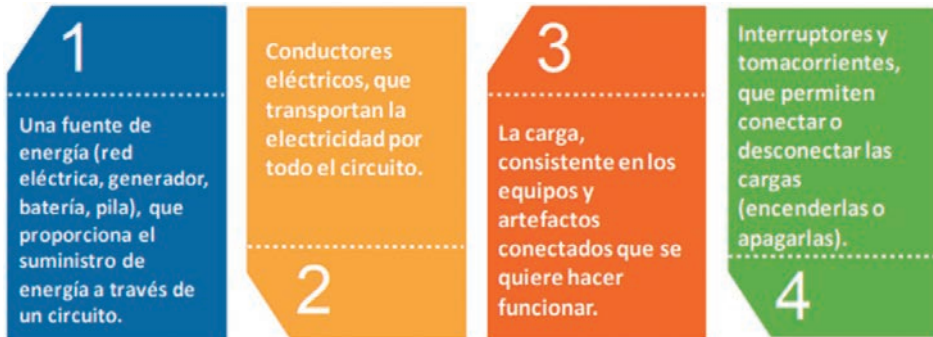 1
Una fuente de
energía (red
eléctrica, generador,
batería, pila), que
proporciona el
suministro de
energía a través de
un circuito.
Conductores
eléctricos, que
transportan la
electricidad por
todo el circuito.
2
3
La carga,
consistente en los
equipos y
artefactos
conectados que se
quiere hacer
funcionar.
Interruptores y
tomacorrientes,
que permiten
conectar o
desconectar las
cargas
(encenderlas o
apagarlas).
4